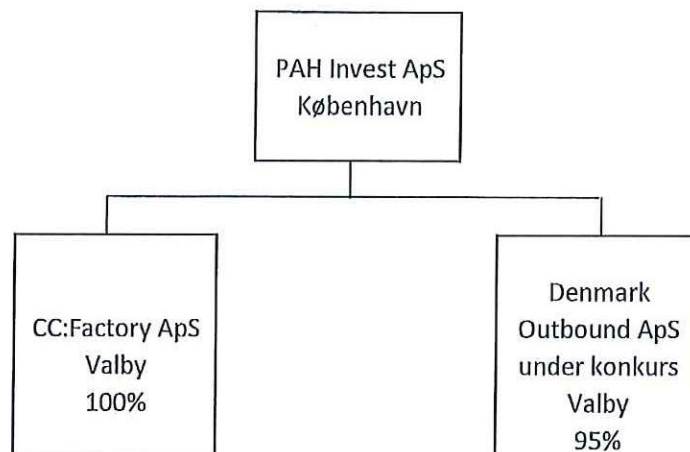 PAH Invest ApS
København
CC:Factory ApS
Valby
100%
Denmark
Outbound ApS
under konkurs
Valby
95%